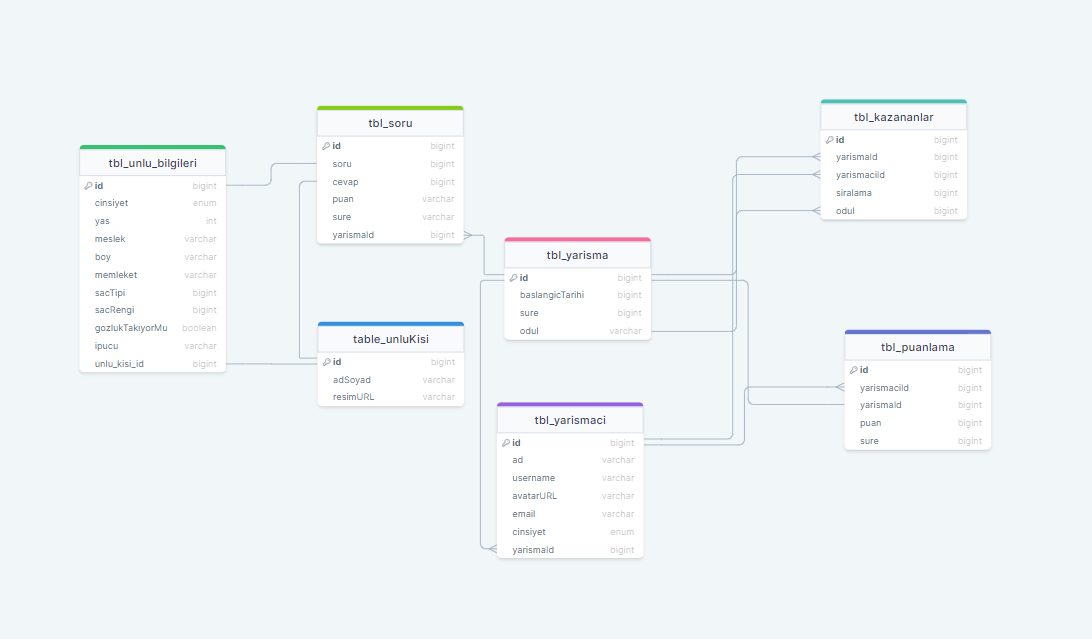 tbl_unlu_bilgileri
id bigint
cinsiyet enum
yas int
meslek varchar
boy varchar
memleket varchar
sacTipi bigint
sacRengi bigint
gozlukTakıyorMu boolean
ipucu varchar
unlu_kisi_id bigint
tbl_soru
id bigint
soru bigint
cevap bigint
puan varchar
sure varchar
yarismaId bigint
table_unluKisi
id bigint
adSoyad varchar
resimURL varchar
tbl_yarisma
id bigint
baslangicTarihi bigint
sure bigint
odul varchar
tbl_yarismaci
id bigint
ad varchar
username varchar
avatarURL varchar
email varchar
cinsiyet enum
yarismaId bigint
tbl_kazananlar
id bigint
yarismaId bigint
yarismaciId bigint
siralama bigint
odul bigint
tbl_puanlama
id bigint
yarismaciId bigint
yarismaId bigint
puan bigint
sure bigint